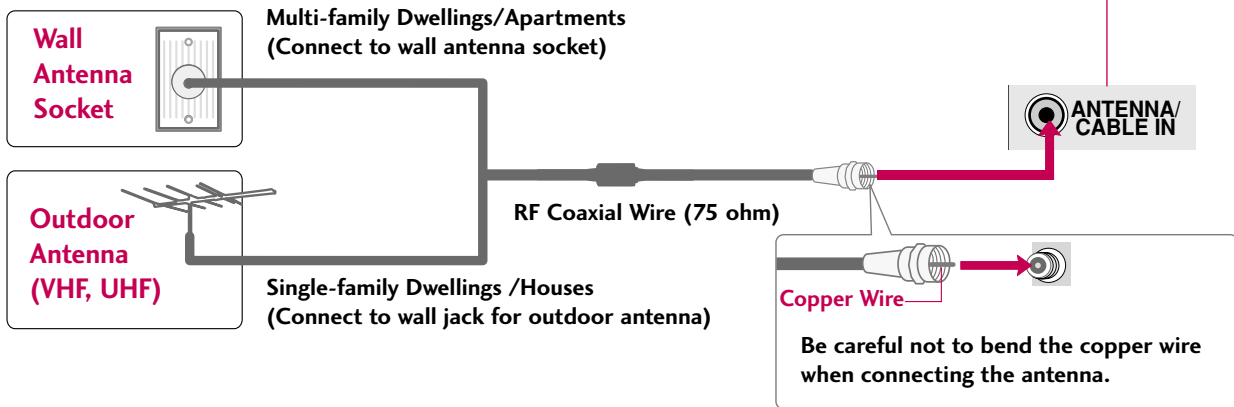 Wall
Antenna
Socket
Multi-family Dwellings/Apartments
(Connect to wall antenna socket)
ANTENNA/
CABLE IN
Outdoor
Antenna
(VHF, UHF)
RF Coaxial Wire (75 ohm)
Single-family Dwellings /Houses
(Connect to wall jack for outdoor antenna)
Copper Wire
Be careful not to bend the copper wire
when connecting the antenna.